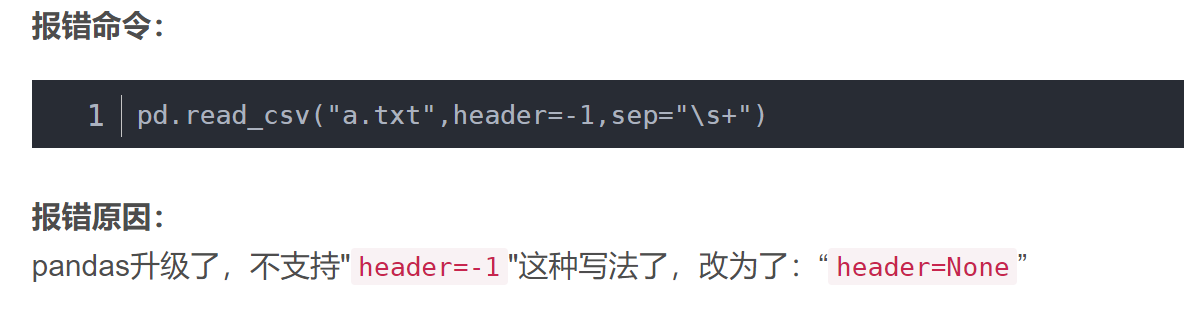 报错命令：
1 pd.read_csv("a.txt",header=-1,sep="\s+")
报错原因：
pandas升级了，不支持"header=-1"这种写法了，改为了：“header=None”